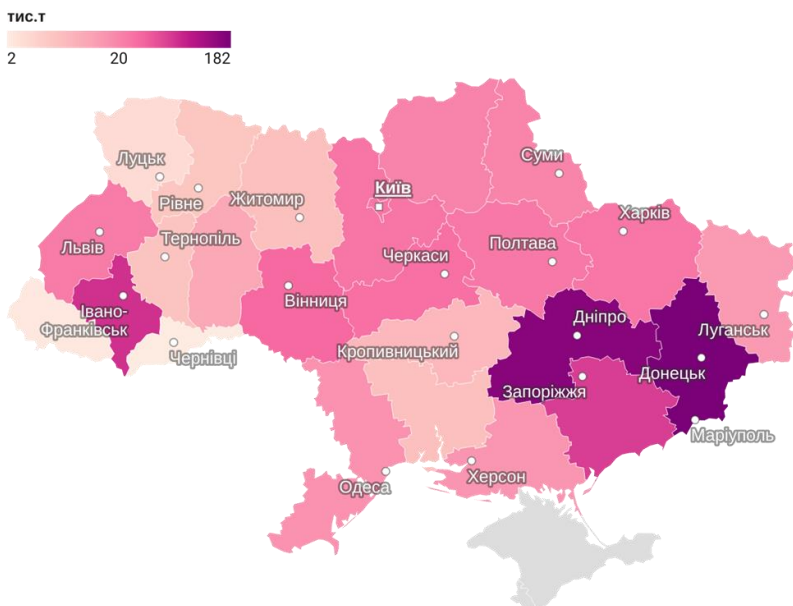 тис.т
2 20 182
Луцьк
Рівне
Житомир
Київ
Суми
Львів
Тернопіль
Черкаси
Полтава
Харків
Івано-
Франківськ
Вінниця
Чернівці
Кропивницький
Дніпро
Запоріжжя
Донецьк
Луганськ
Маріуполь
Одеса
Херсон